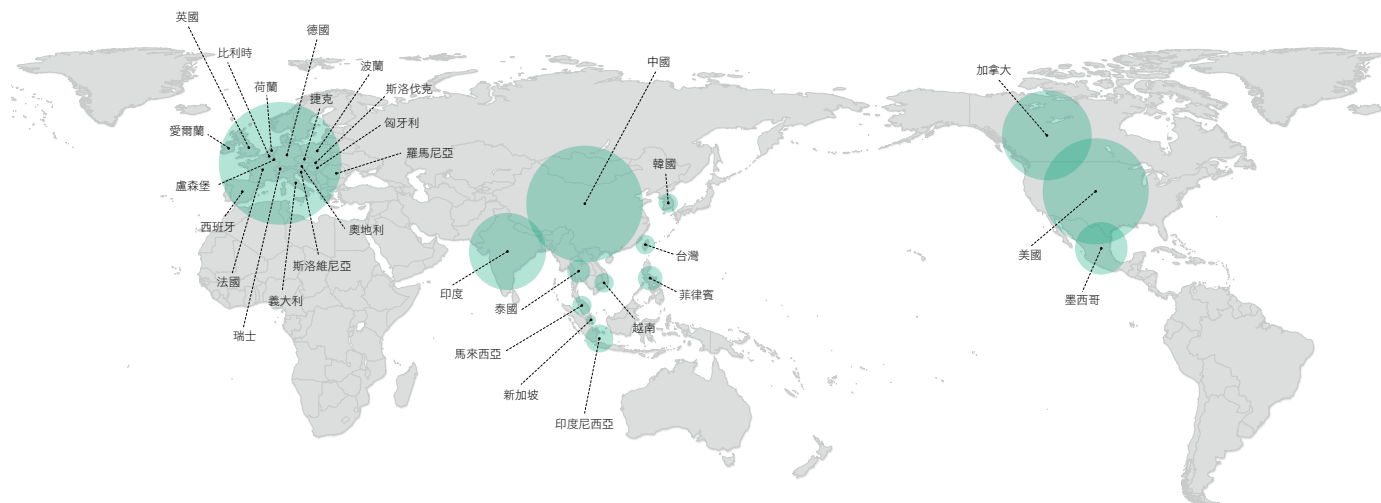 英國
比利時
德國
荷蘭
波蘭
捷克
斯洛伐克
匈牙利
愛爾蘭
羅馬尼亞
盧森堡
西班牙
奧地利
斯洛維尼亞
法國
義大利
瑞士
中國
韓國
台灣
印度
泰國
菲律賓
越南
馬來西亞
新加坡
印度尼西亞
加拿大
美國
墨西哥